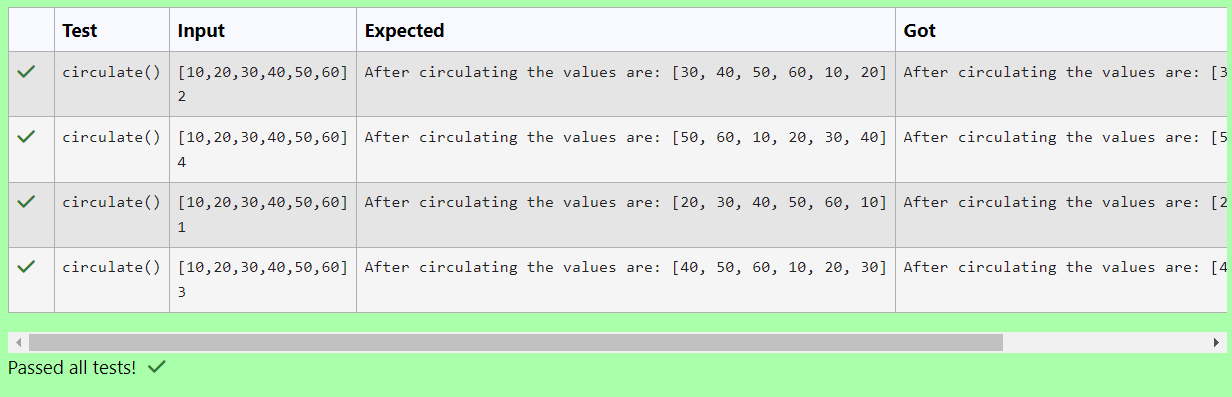 Test Input Expected Got
circulate() [10,20,30,40,50,60] After circulating the values are: [30, 40, 50, 60, 10, 20] After circulating the values are: [3
2
circulate() [10,20,30,40,50,60] After circulating the values are: [50, 60, 10, 20, 30, 40] After circulating the values are: [5
4
circulate() [10,20,30,40,50,60] After circulating the values are: [20, 30, 40, 50, 60, 10] After circulating the values are: [2
1
circulate() [10,20,30,40,50,60] After circulating the values are: [40, 50, 60, 10, 20, 30] After circulating the values are: [4
3
Passed all tests!